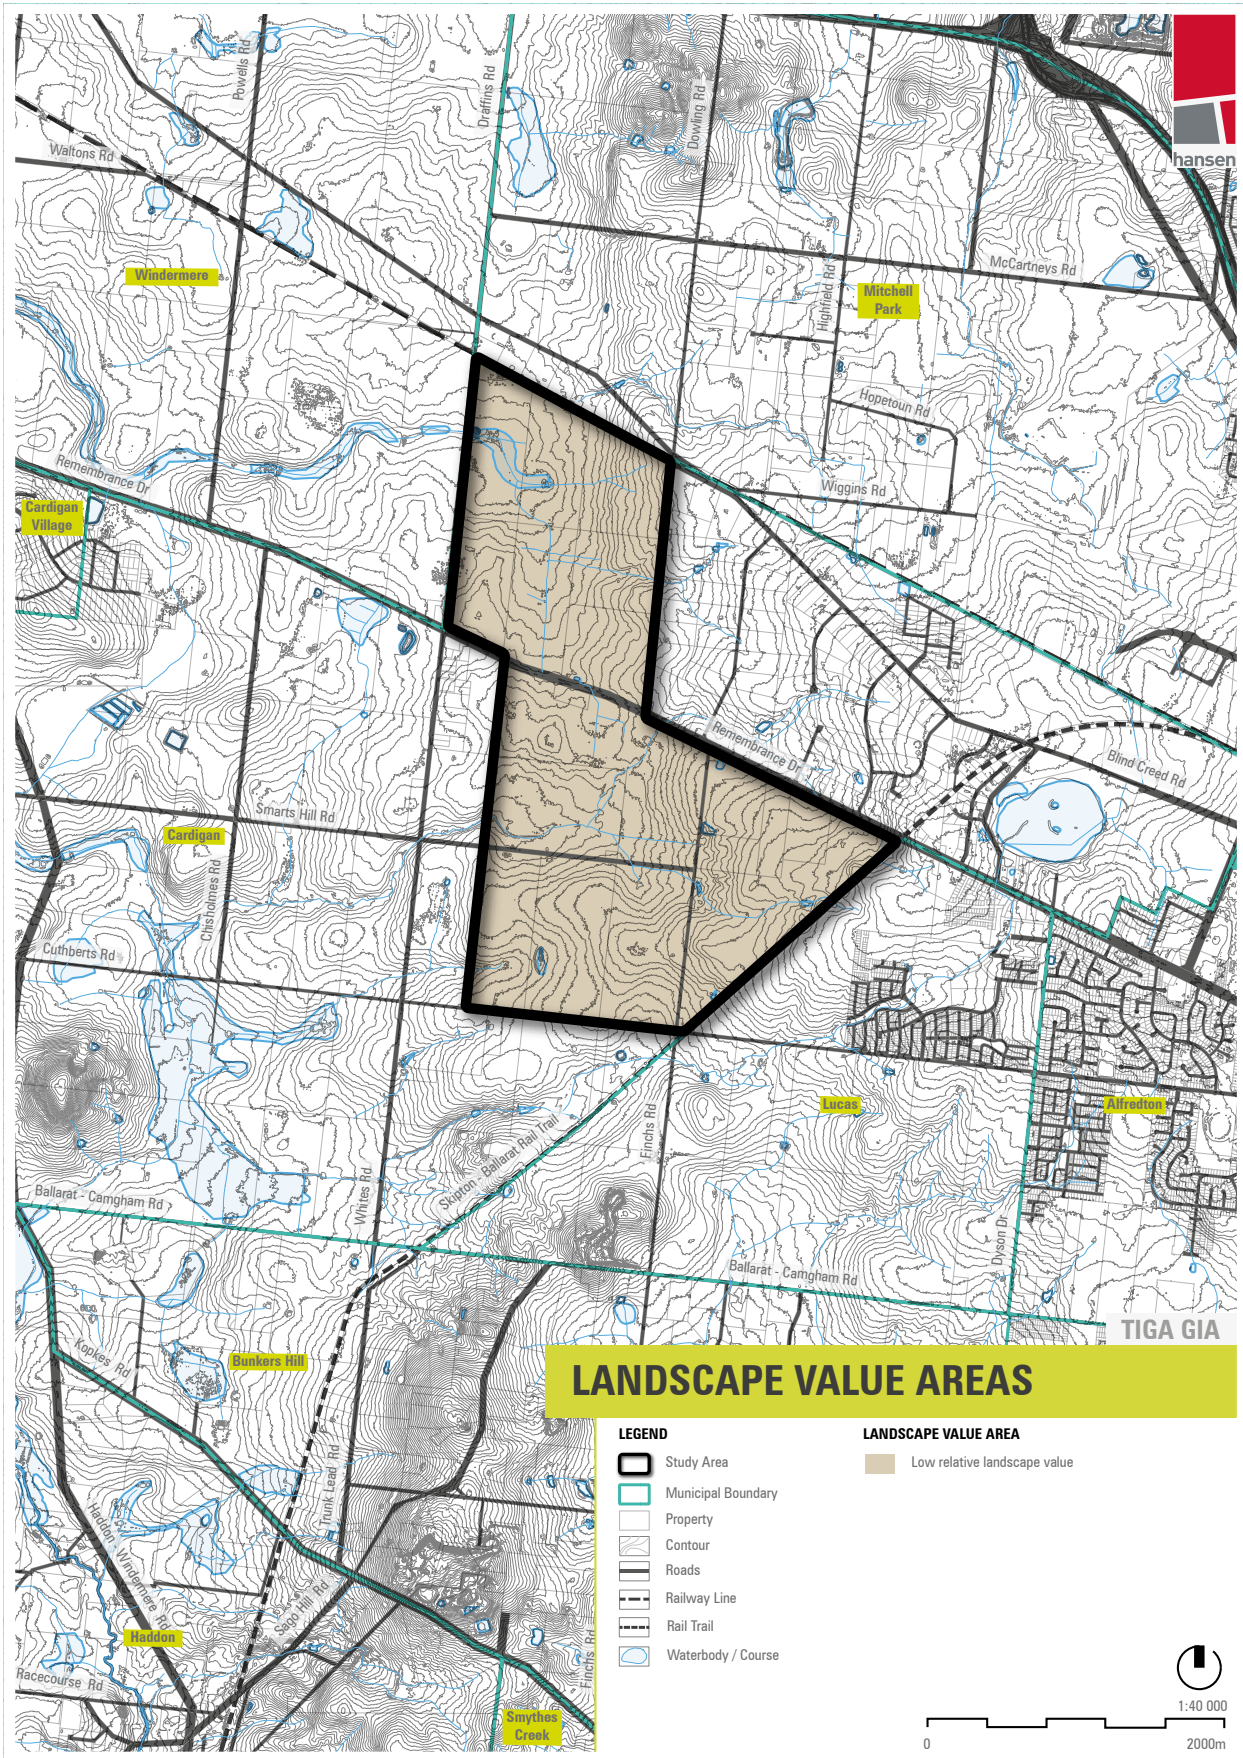 Powells Rd
Draffins Rd
Dowling Rd
hansen
Waltons Rd
McCartneys Rd
Windermere
Highfield Rd
Mitchell
Park
Hopetoun Rd
Remembrance Dr
Wiggins Rd
Cardigan
Village
Remembrance Dr
Blind Creed Rd
Smarts Hill Rd
Cardigan
Chisholmes Rd
Cuthberts Rd
Lucas
Alfredton
Finchs Rd
Skipton - Ballarat Rail Trail
Whites Rd
Ballarat - Camgham Rd
Dyson Dr
Ballarat - Camgham Rd
TIGA GIA
Kopkes Rd
Bunkers Hill
LANDSCAPE VALUE AREAS
LEGEND
Study Area
Municipal Boundary
Property
Contour
Roads
Railway Line
Rail Trail
Waterbody / Course
LANDSCAPE VALUE AREA
Low relative landscape value
Trunk Lead Rd
Haddon - Windermere Rd
Sago Hill Rd
Haddon
Finchs Rd
Racecourse Rd
Smythes
Creek
1:40 000
0
2000m